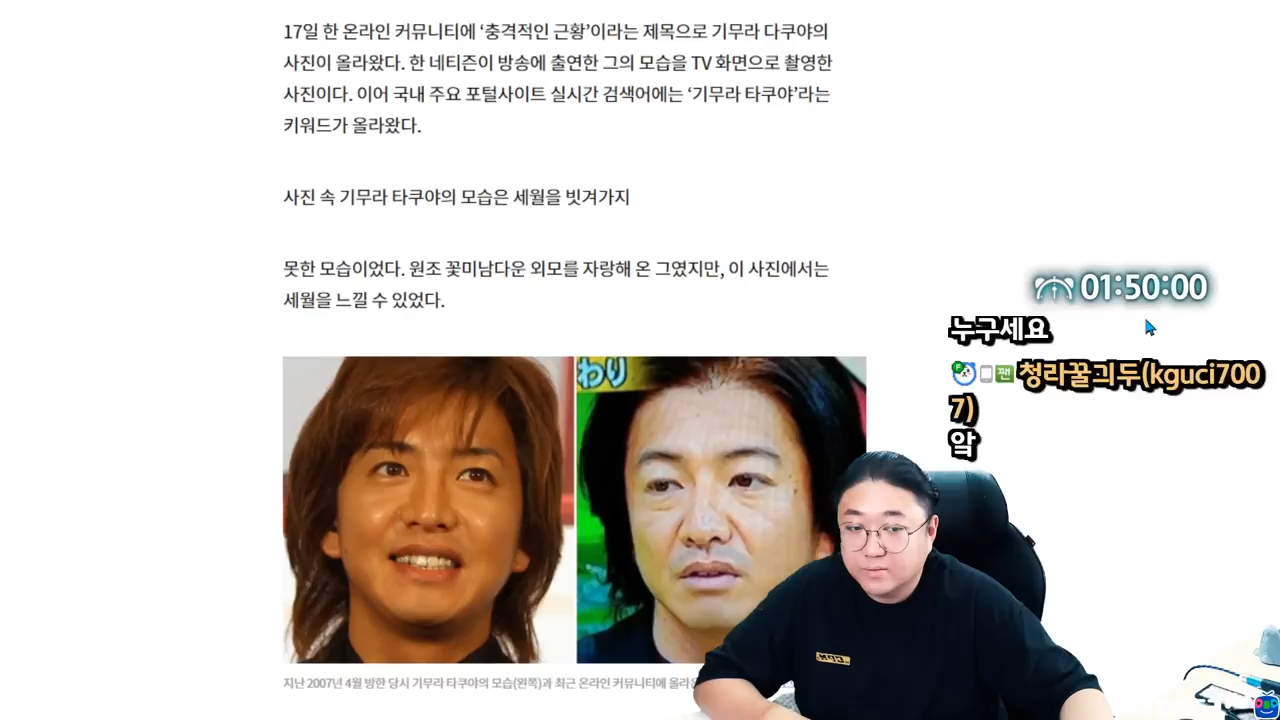 17일 한 온라인 커뮤니티에 ‘충격적인 근황’이라는 제목으로 기무라 다쿠야의
사진이 올라왔다. 한 네티즌이 방송에 출연한 그의 모습을 TV 화면으로 촬영한
사진이다. 이어 국내 주요 포털사이트 실시간 검색어에는 ‘기무라 타쿠야’라는
키워드가 올라왔다.
사진 속 기무라 타쿠야의 모습은 세월을 빗겨가지
못한 모습이었다. 원조 꽃미남다운 외모를 자랑해 온 그였지만, 이 사진에서는
세월을 느낄 수 있었다.
01:50:00
누구세요
F 팬 청라꿀긔두(kguci700
7)
앜
わり
지난 2007년 4월 방한 당시 기무라 타쿠야의 모습(왼쪽)과 최근 온라인 커뮤니티에 올라온